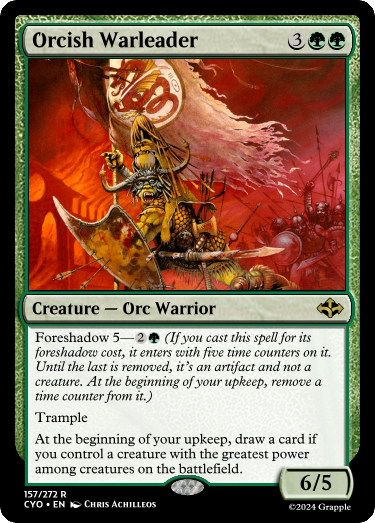 Orcish Warleader 3
Creature — Orc Warrior
Foreshadow 5—2 (If you cast this spell for its
foreshadow cost, it enters with five time counters on it.
Until the last is removed, it's an artifact and not a
creature. At the beginning of your upkeep, remove a
time counter from it.)
Trample
At the beginning of your upkeep, draw a card if
you control a creature with the greatest power
among creatures on the battlefield.
6/5
157/272 R
CYO • EN Chris Achilleos
©2024 Grapple